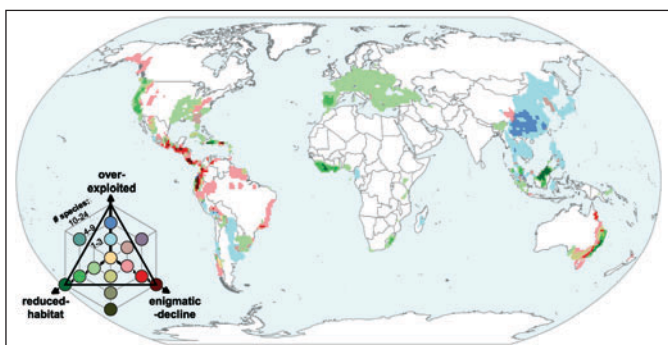 over-
exploited
# species:
10-24
4-9
1-3
reduced-
habitat
enigmatic
-decline